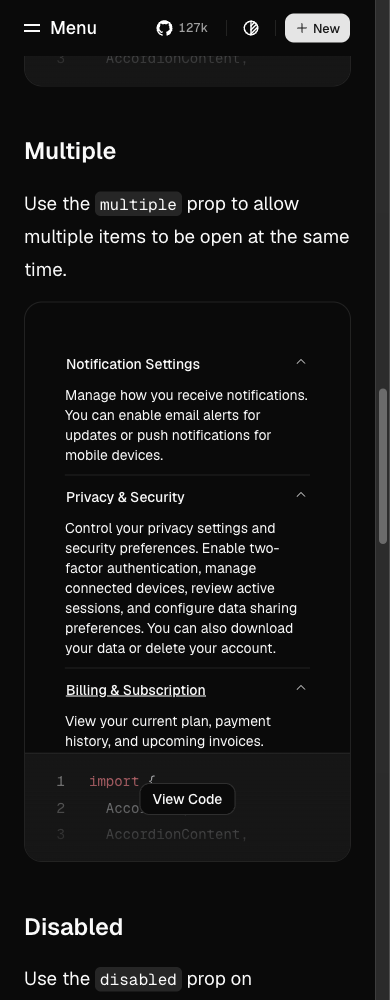 Menu 127k + New
3 AccordionContent,
Multiple
Use the multiple prop to allow
multiple items to be open at the same
time.
Notification Settings
Manage how you receive notifications.
You can enable email alerts for
updates or push notifications for
mobile devices.
Privacy & Security
Control your privacy settings and
security preferences. Enable two-
factor authentication, manage
connected devices, review active
sessions, and configure data sharing
preferences. You can also download
your data or delete your account.
Billing & Subscription
View your current plan, payment
history, and upcoming invoices.
1 import {
View Code
2 Acco
3 AccordionContent,
Disabled
Use the disabled prop on